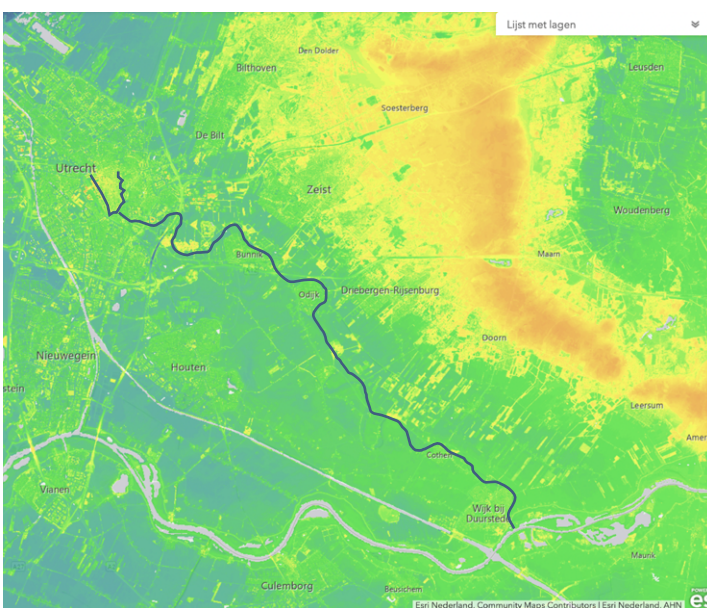 Lijst met lagen
Den Dolder
Bilthoven
Leusden
Soesterberg
De Bilt
Utrecht
Zeist
Woudenberg
Bunnik
Maarn
Odijk
Driebergen-Rijsenburg
Doorn
Nieuwegein
Houten
stein
Leersum
Amer
Cothen
Vianen
Wijk bij
Duurstede
Maurik
Culemborg
Beusichem
Esri Nederland, Community Maps Contributors | Esri Nederland, AHN
es